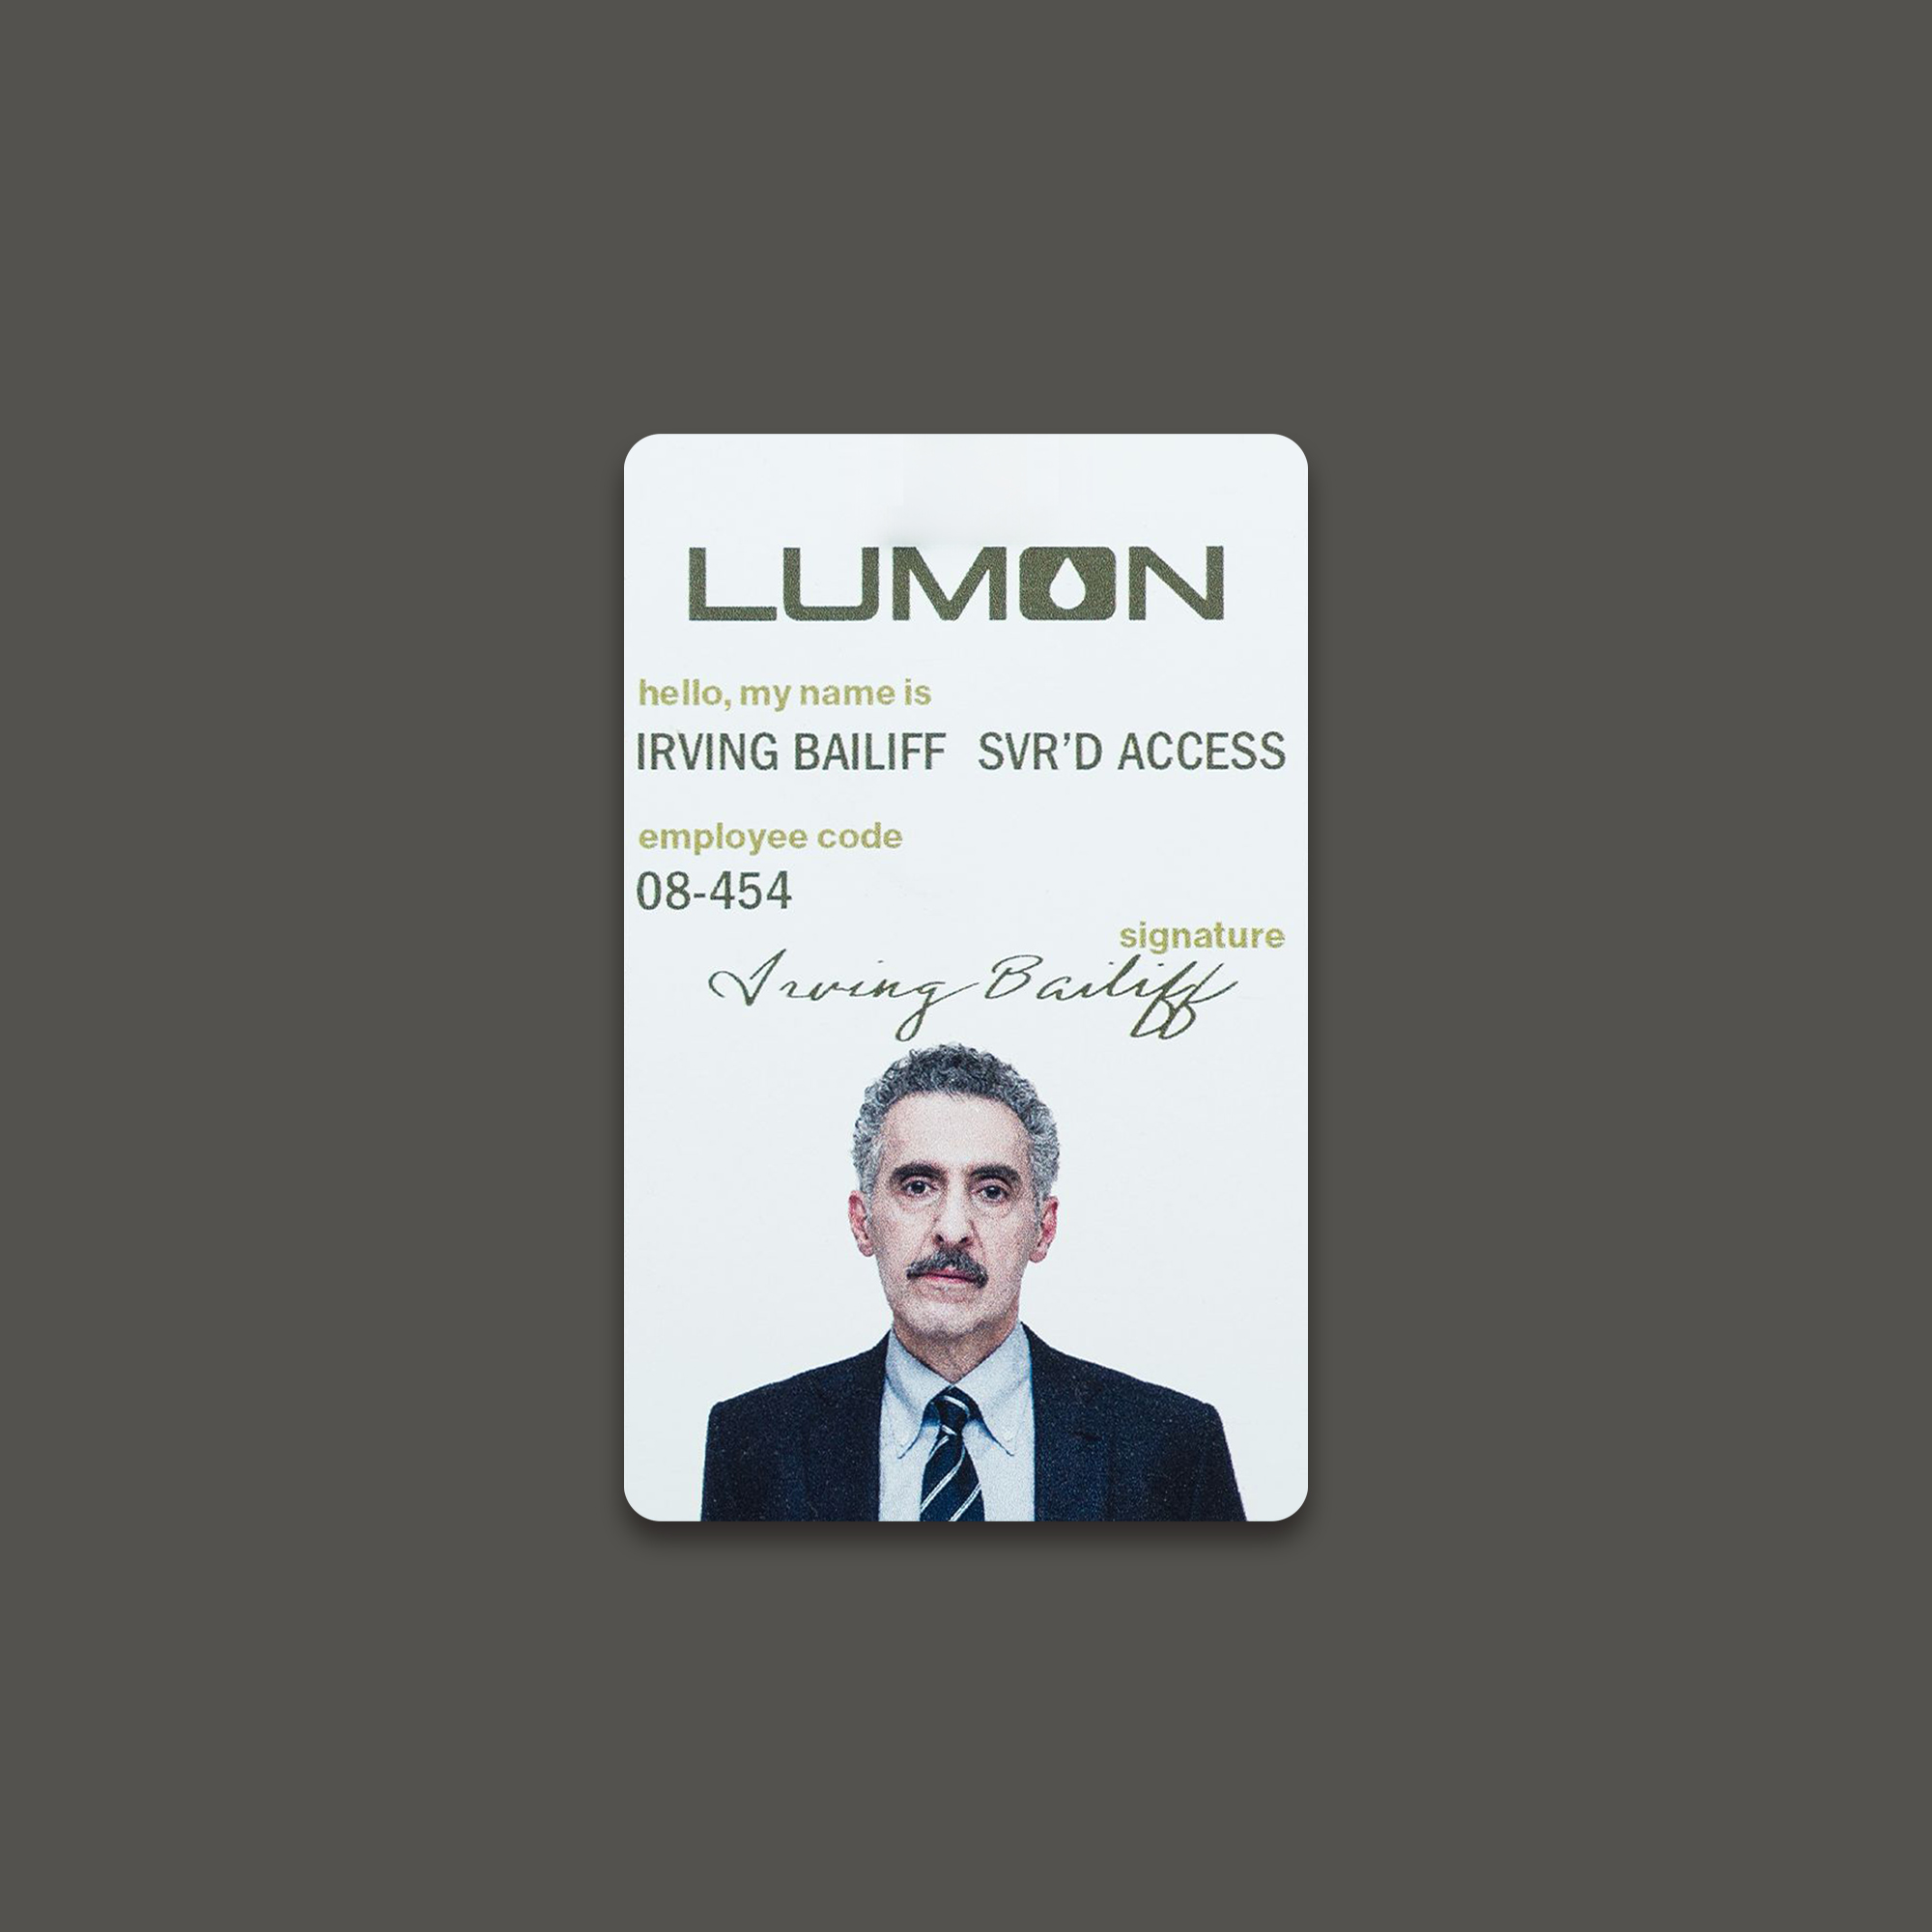 LUMON
hello, my name is
IRVING BAILIFF SVR’D ACCESS
employee code
08-454
signature
Irving Bailiff